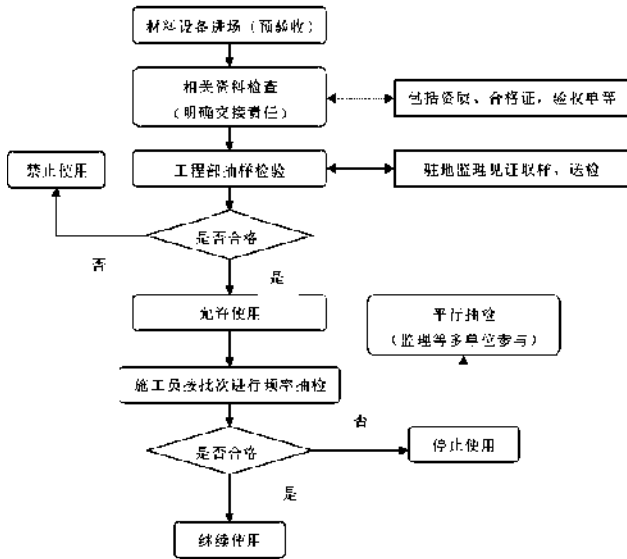 材料设备进场（预验收）
相关资料检查
（明确交接责任）
包括资质、合格证，验收单等
工程部抽样检验
驻地监理见证取样、送检
禁止使用
是否合格
否
是
允许使用
平行抽检
（监理等多单位参与）
施工员按批次进行频率抽检
否
是否合格
停止使用
是
继续使用